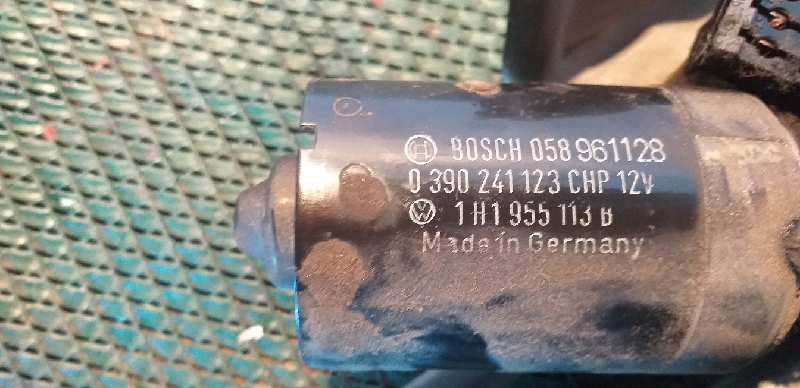 BOSCH 058 961128
0 390 241 123 CHP 12V
1H1 955 113 B
Made in Germany